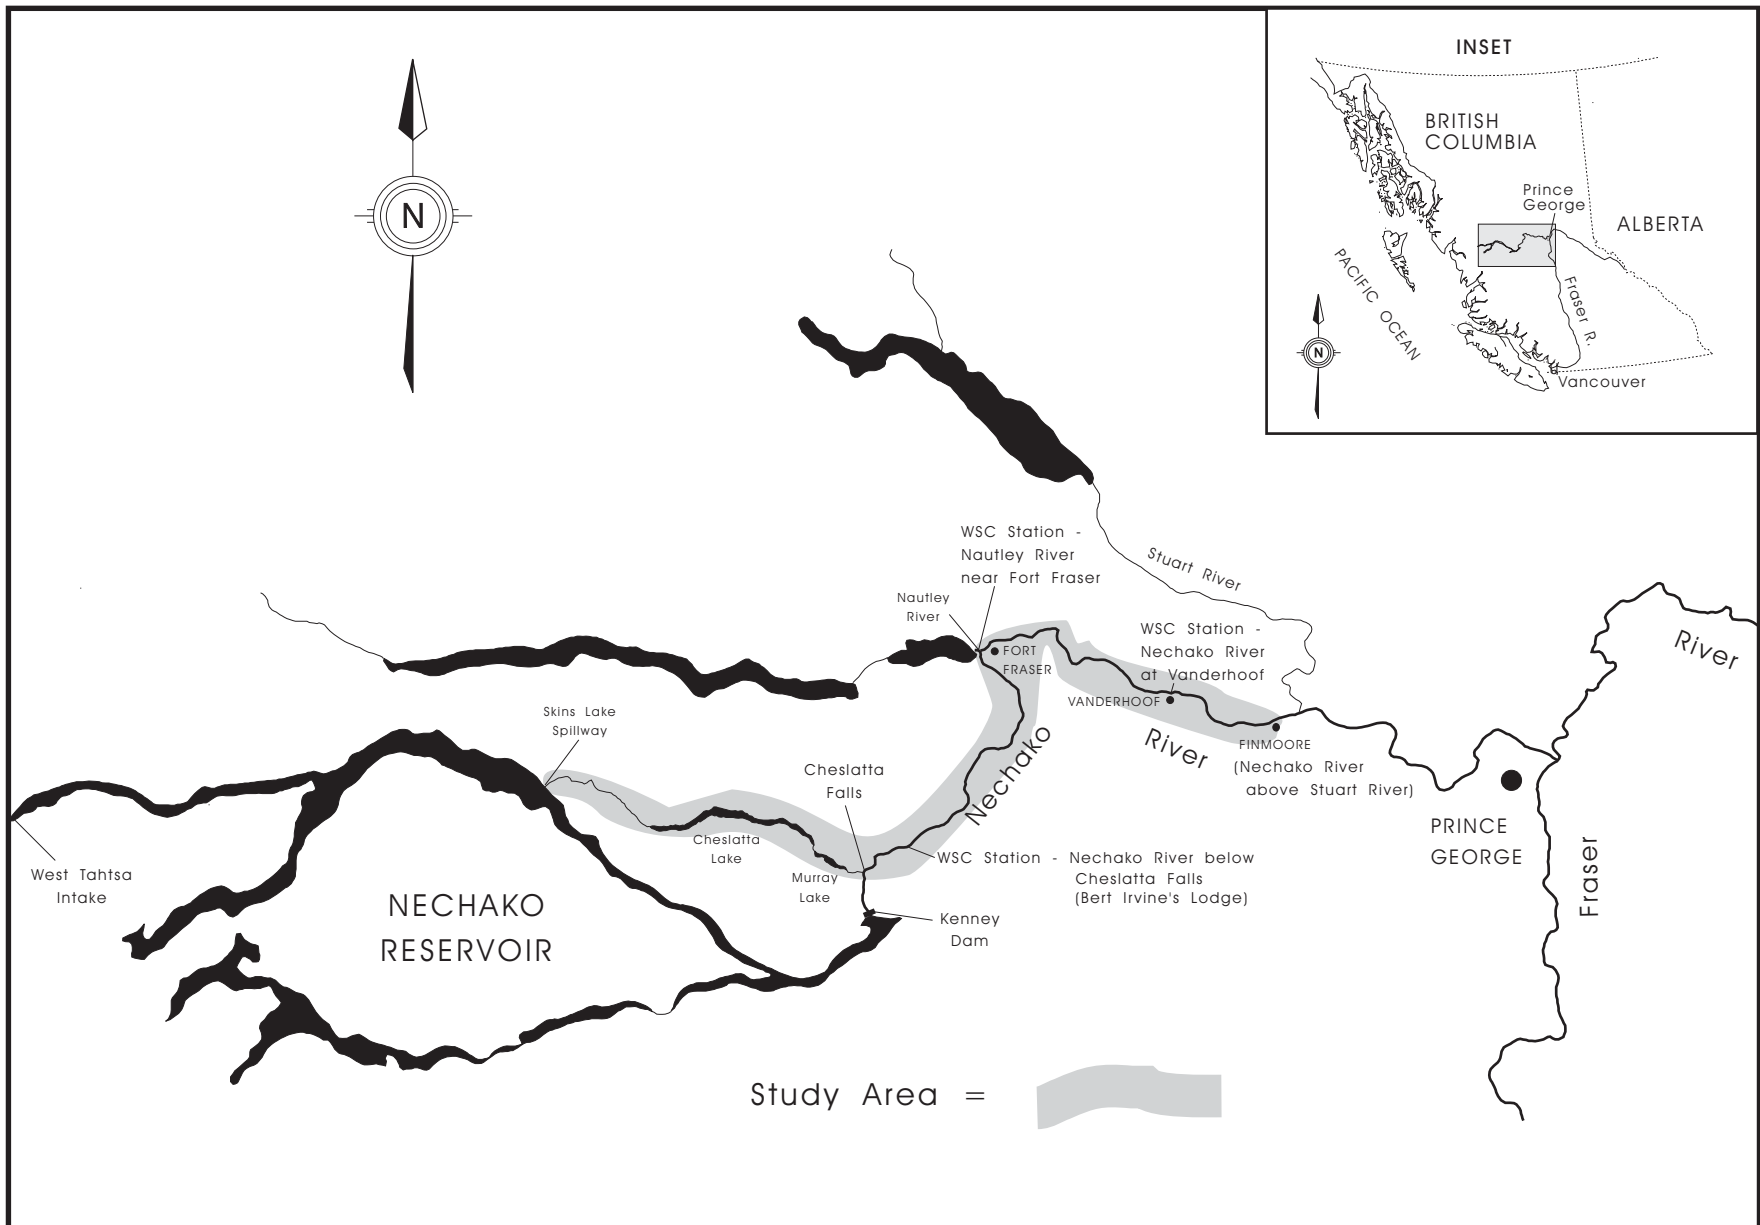 INSET
BRITISH
COLUMBIA
Prince
George
ALBERTA
PACIFIC OCEAN
Fraser R.
N
Vancouver
N
WSC Station -
Nautley River
near Fort Fraser
Stuart River
Nautley
River
WSC Station -
Nechako River
at Vanderhoof
FORT
FRASER
VANDERHOOF
River
Skins Lake
Spillway
Nechako
River
FINMOORE
(Nechako River
above Stuart River)
Cheslatta
Falls
Cheslatta
Lake
PRINCE
GEORGE
Fraser
WSC Station - Nechako River below
Cheslatta Falls
(Bert Irvine's Lodge)
West Tahtsa
Intake
Murray
Lake
NECHAKO
RESERVOIR
Kenney
Dam
Study Area =